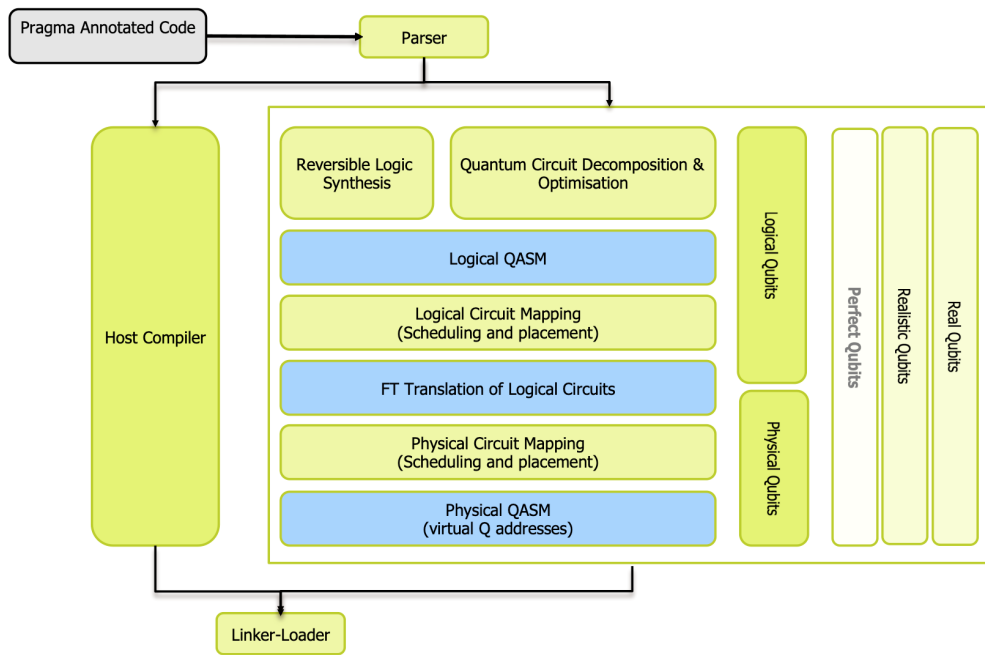 Pragma Annotated Code
Parser
Host Compiler
Reversible Logic
Synthesis
Quantum Circuit Decomposition &
Optimisation
Logical QASM
Logical Circuit Mapping
(Scheduling and placement)
FT Translation of Logical Circuits
Physical Circuit Mapping
(Scheduling and placement)
Physical QASM
(virtual Q addresses)
Logical Qubits
Physical Qubits
Perfect Qubits
Realistic Qubits
Real Qubits
Linker-Loader